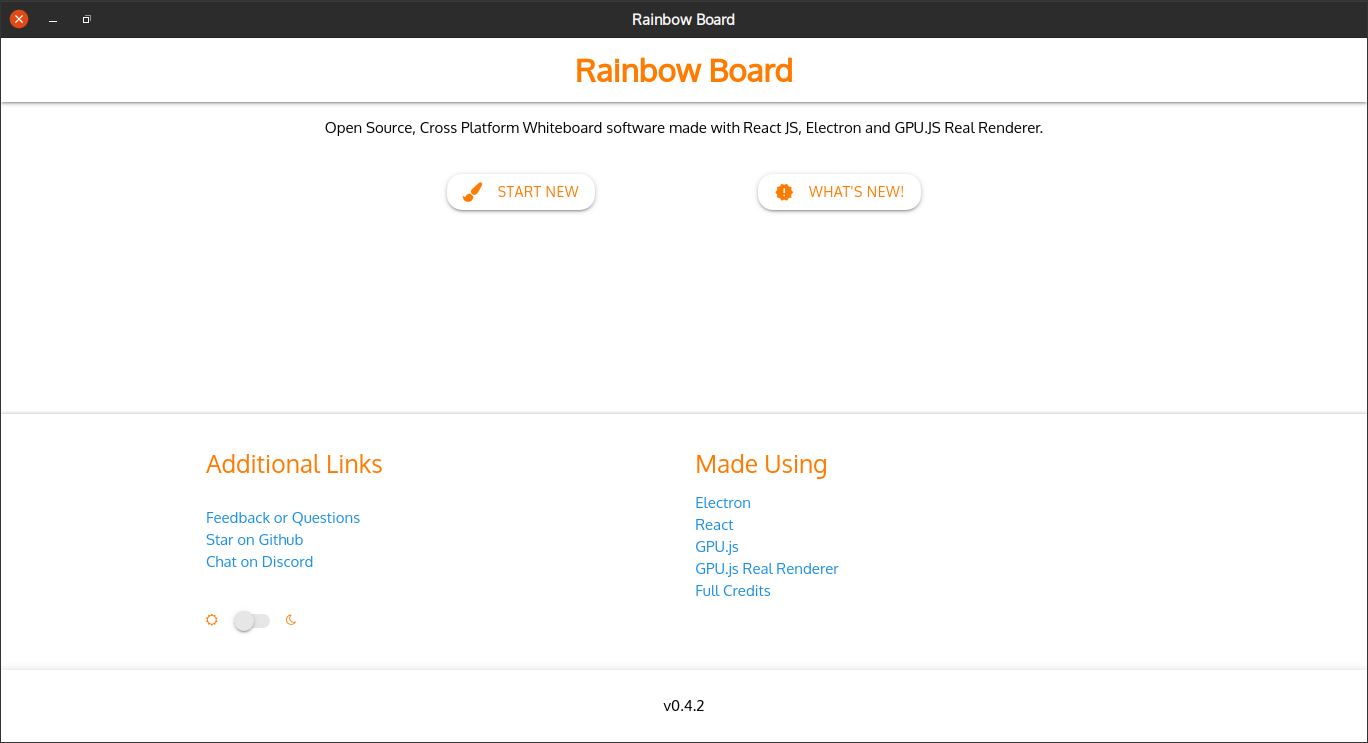 Rainbow Board
Rainbow Board
Open Source, Cross Platform Whiteboard software made with React JS, Electron and GPU.JS Real Renderer.
START NEW
WHAT'S NEW!
Additional Links
Feedback or Questions
Star on Github
Chat on Discord
Made Using
Electron
React
GPU.js
GPU.js Real Renderer
Full Credits
v0.4.2